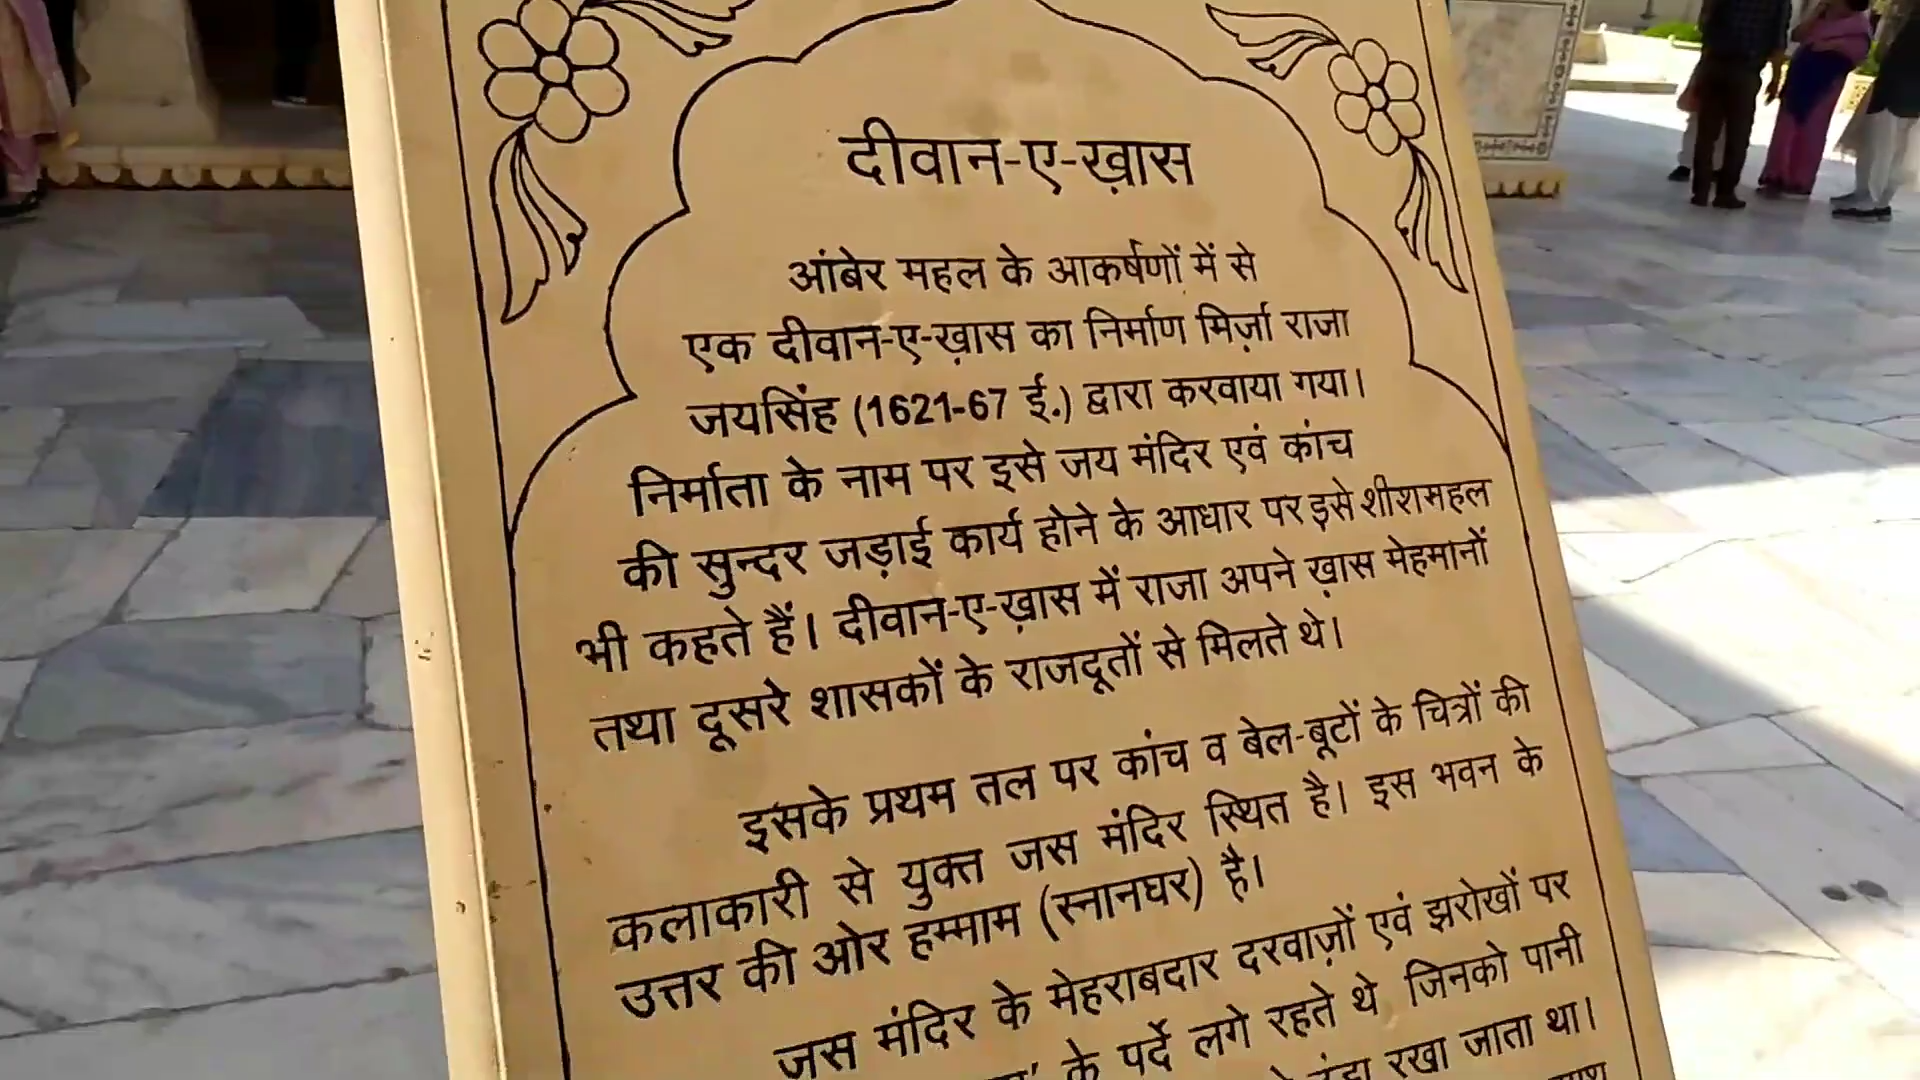 दीवान-ए-ख़ास
आंबेर महल के आकर्षणों में से
एक दीवान-ए-ख़ास का निर्माण मिर्ज़ा राजा
जयसिंह (1621-67 ई.) द्वारा करवाया गया।
निर्माता के नाम पर इसे जय मंदिर एवं कांच
की सुन्दर जड़ाई कार्य होने के आधार पर इसे शीशमहल
भी कहते हैं। दीवान-ए-ख़ास में राजा अपने ख़ास मेहमानों
तथा दूसरे शासकों के राजदूतों से मिलते थे।
इसके प्रथम तल पर कांच व बेल-बूटों के चित्रों की
कलाकारी से युक्त जस मंदिर स्थित है। इस भवन के
उत्तर की ओर हम्माम (स्नानघर) है।
जस मंदिर के मेहराबदार दरवाज़ों एवं झरोखों पर
के पर्दे लगे रहते थे जिनको पानी
रखा जाता था।